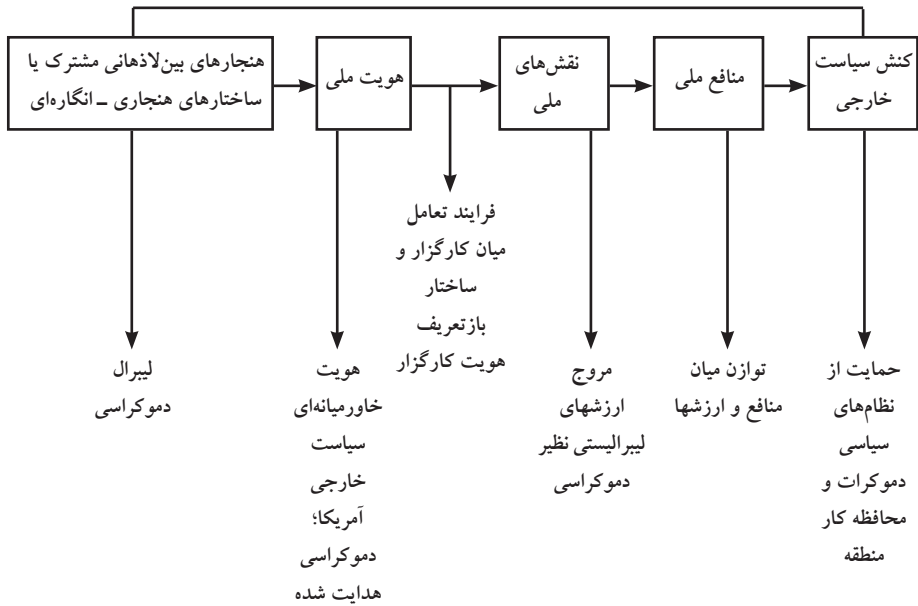 هنجارهای بین‌لاذهانی مشترک یا
ساختارهای هنجاری – انگاره‌ای
هویت ملی
نقش‌های
ملی
منافع ملی
کنش سیاست
خارجی
فرایند تعامل
میان کارگزار و
ساختار
بازتعریف
هویت کارگزار
لیبرال
دموکراسی
هویت
خاورمیانه‌ای
سیاست
خارجی
آمریکا؛
دموکراسی
هدایت شده
مروج
ارزشهای
لیبرالیستی نظیر
دموکراسی
توازن میان
منافع و ارزشها
حمایت از
نظام‌های
سیاسی
دموکرات و
محافظه کار
منطقه